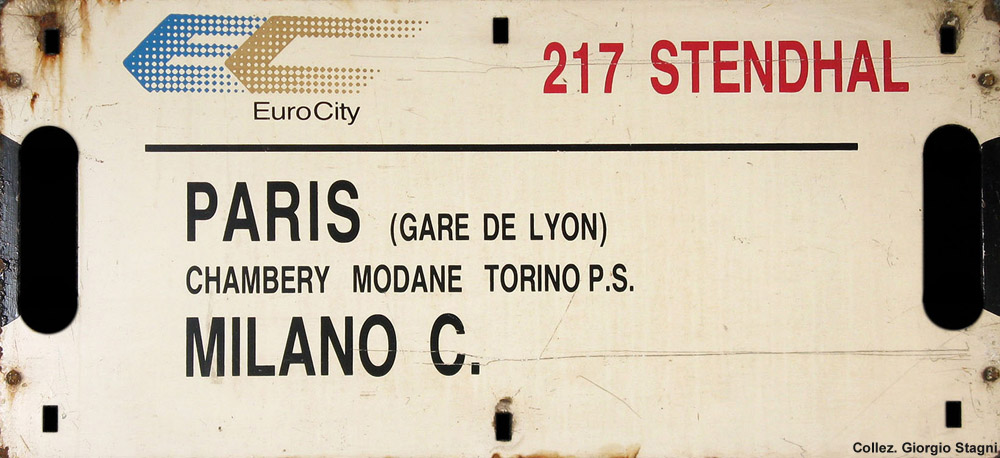 EuroCity
217 STENDHAL
PARIS (GARE DE LYON)
CHAMBERY MODANE TORINO P.S.
MILANO C.
Collez. Giorgio Stagni